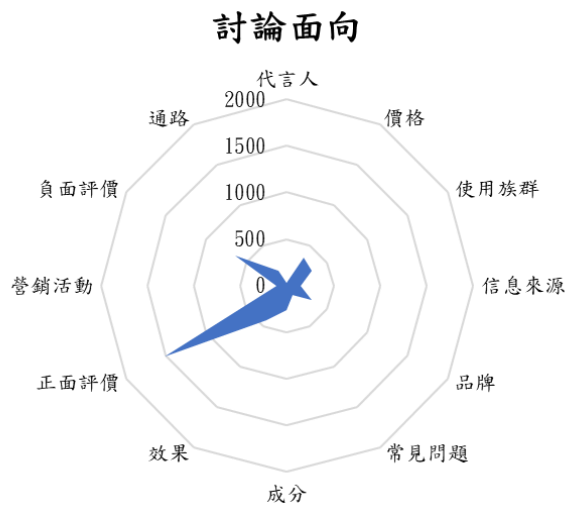 討論面向
代言人
2000
通路
價格
1500
負面評價
1000
使用族群
500
營銷活動
0
信息來源
正面評價
品牌
效果
常見問題
成分